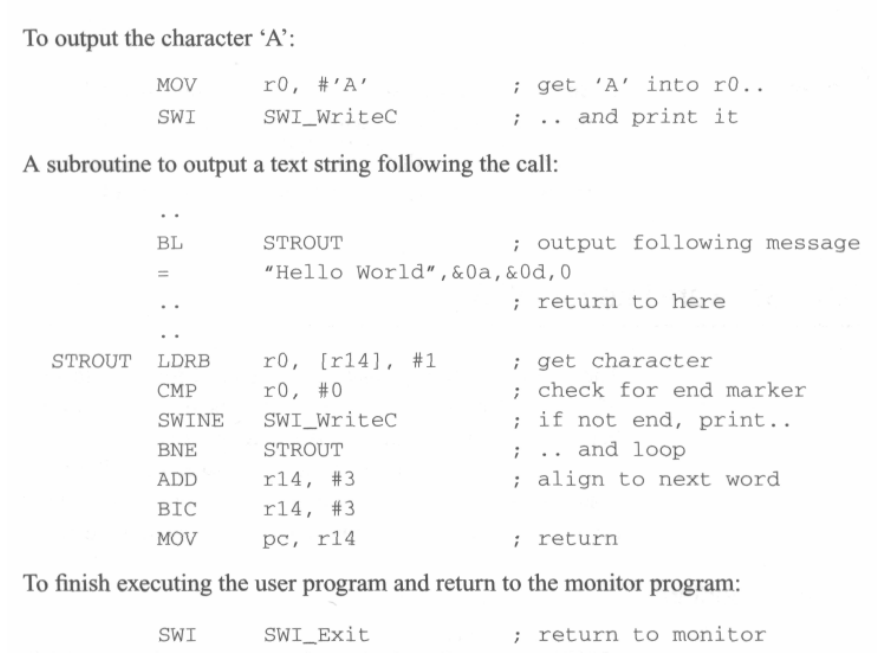 To output the character ‘A’:
MOV r0, #’A’ ; get ’A’ into r0..
SWI SWI_WriteC ; .. and print it
A subroutine to output a text string following the call:
..
BL STROUT ; output following message
= “Hello World”,&0a,&0d,0
.. ; return to here
..
STROUT LDRB r0, [r14], #1 ; get character
CMP r0, #0 ; check for end marker
SWINE SWI_WriteC ; if not end, print..
BNE STROUT ; .. and loop
ADD r14, #3 ; align to next word
BIC r14, #3
MOV pc, r14 ; return
To finish executing the user program and return to the monitor program:
SWI SWI_Exit ; return to monitor